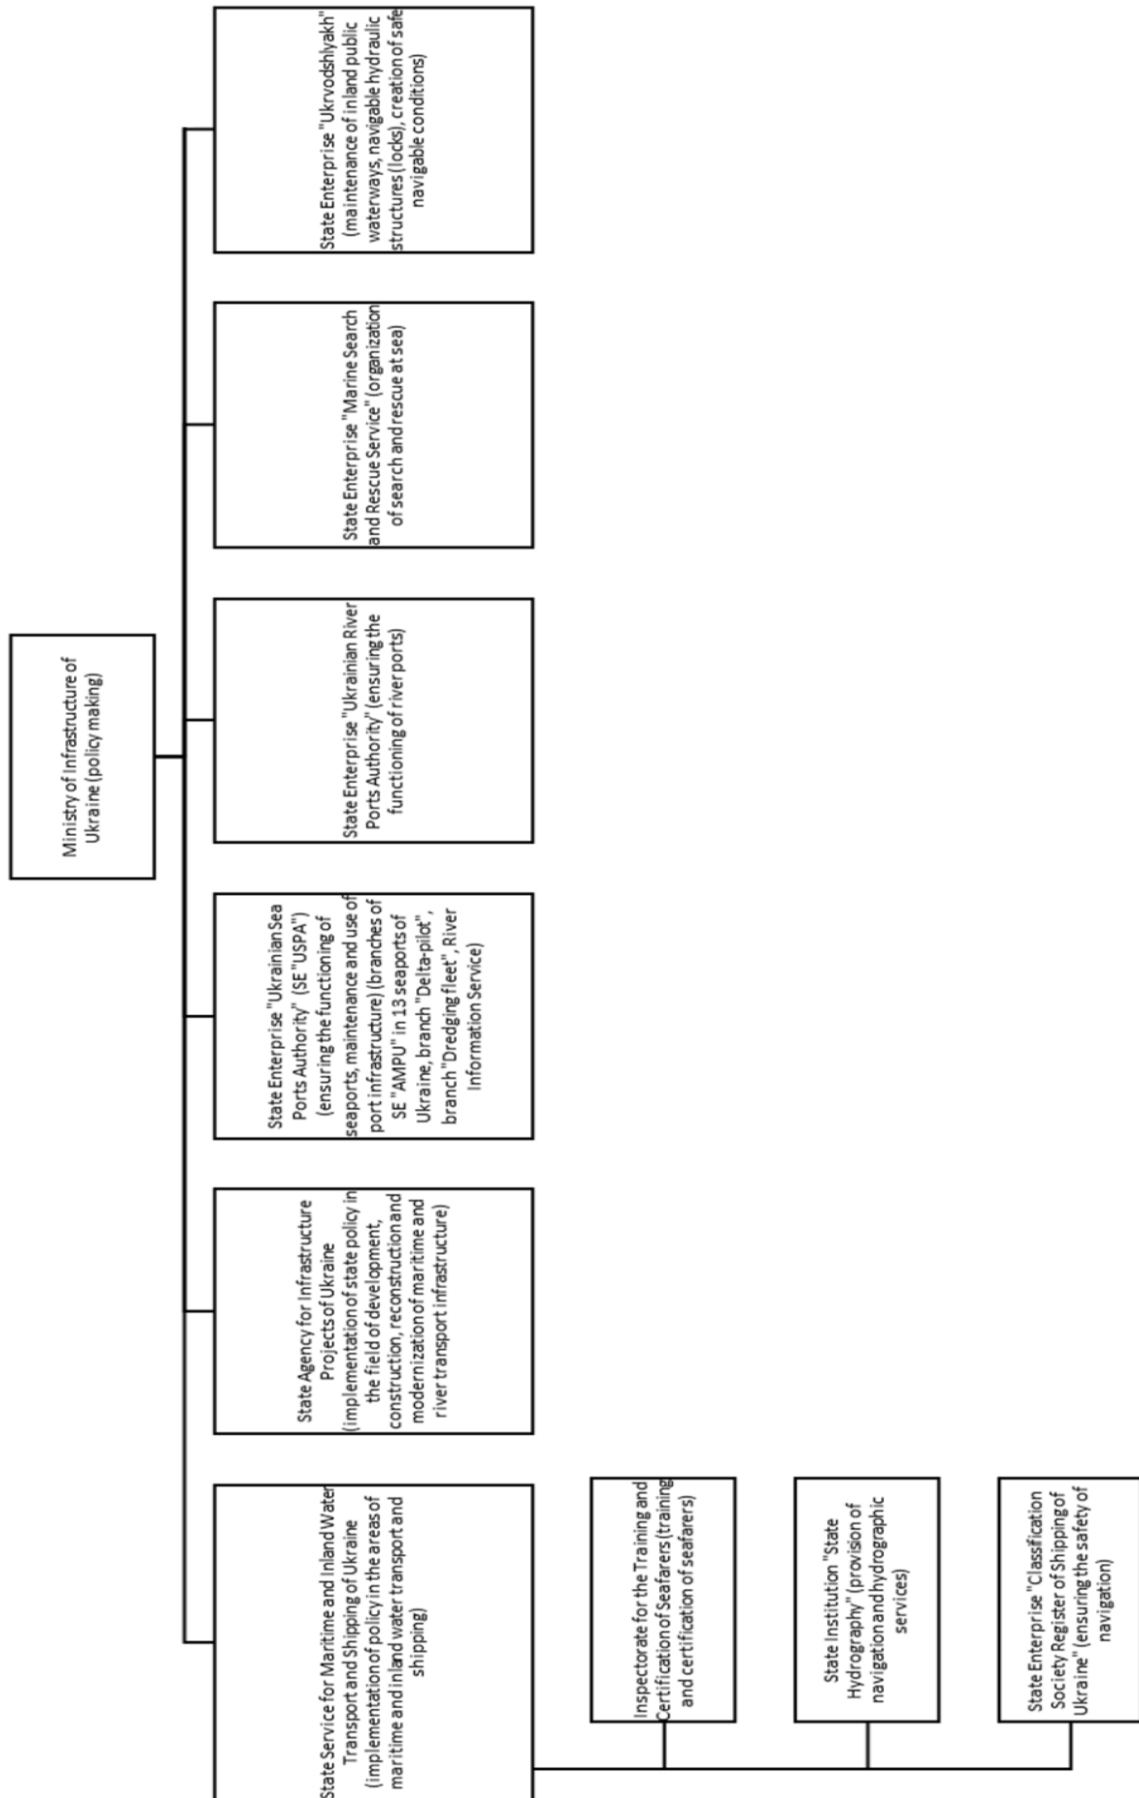 Ministry of Infrastructure of
Ukraine (policy making)
State Service for Maritime and Inland Water
Transport and Shipping of Ukraine
(implementation of policy in the areas of
maritime and inland water transport and
shipping)
State Agency for Infrastructure
Projects of Ukraine
(implementation of state policy in
the field of development,
construction, reconstruction and
modernization of maritime and
river transport infrastructure)
State Enterprise "Ukrainian Sea
Ports Authority" (SE "USPA")
(ensuring the functioning of
seaports, maintenance and use of
port infrastructure) (branches of
SE "AMPU" in 13 seaports of
Ukraine, branch "Delta-pilot",
branch "Dredging fleet", River
Information Service)
State Enterprise "Ukrainian River
Ports Authority" (ensuring the
functioning of river ports)
State Enterprise "Marine Search
and Rescue Service" (organization
of search and rescue at sea)
State Enterprise "Ukrvodshlyakh"
(maintenance of inland public
waterways, navigable hydraulic
structures (locks), creation of safe
navigable conditions)
Inspectorate for the Training and
Certification of Seafarers (training
and certification of seafarers)
State Institution "State
Hydrography" (provision of
navigation and hydrographic
services)
State Enterprise "Classfication
Society Register of Shipping of
Ukraine" (ensuring the safety of
navigation)